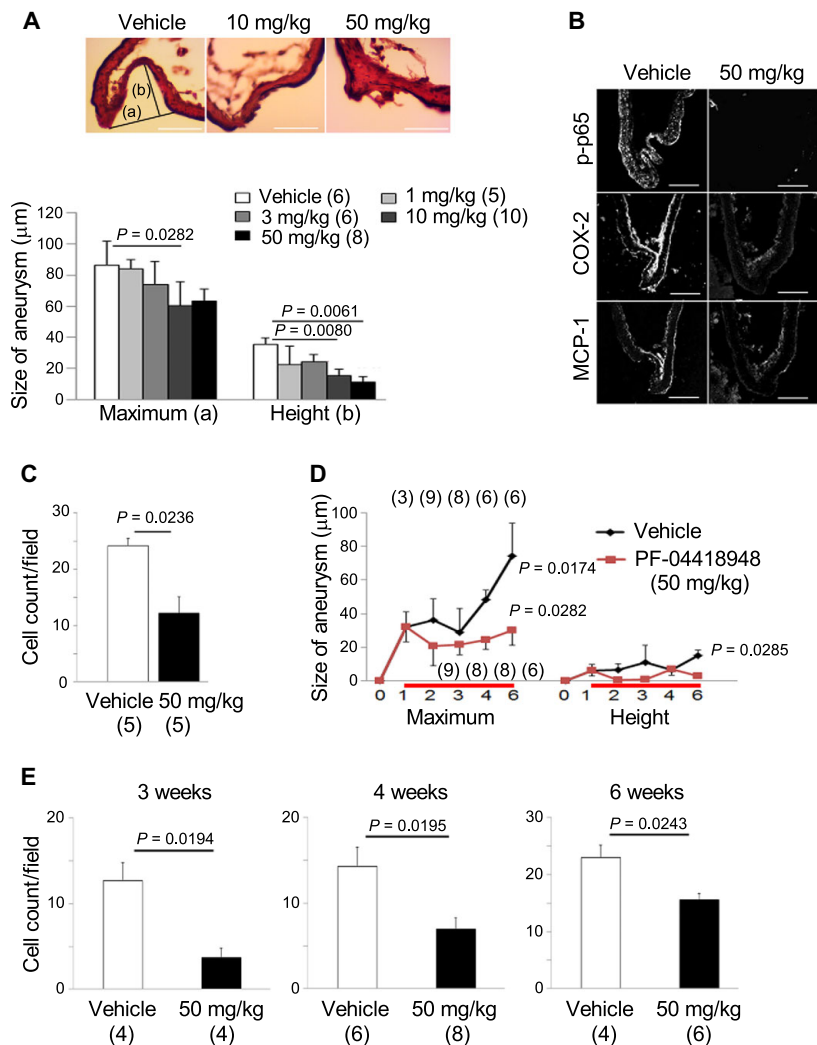 A
Vehicle 10 mg/kg 50 mg/kg
(b)
(a)
Vehicle (6) 1 mg/kg (5)
3 mg/kg (6) 10 mg/kg (10)
50 mg/kg (8)
Size of aneurysm (µm)
120
100
80
60
40
20
0
P = 0.0282
P = 0.0061
P = 0.0080
Maximum (a) Height (b)
B
Vehicle 50 mg/kg
p-p65
COX-2
MCP-1
C
Cell count/field
30
20
10
0
P = 0.0236
Vehicle 50 mg/kg
(5) (5)
D
Size of aneurysm (µm)
(3) (9) (8) (6) (6)
100
80
60
40
20
0
Vehicle
PF-04418948
(50 mg/kg)
P = 0.0174
P = 0.0282
P = 0.0285
(9) (8) (8) (6)
0 1 2 3 4 6 0 1 2 3 4 6
Maximum Height
E
3 weeks 4 weeks 6 weeks
Cell count/field
20
10
0
P = 0.0194
Vehicle 50 mg/kg
(4) (4)
20
10
0
P = 0.0195
Vehicle 50 mg/kg
(6) (8)
30
20
10
0
P = 0.0243
Vehicle 50 mg/kg
(4) (6)